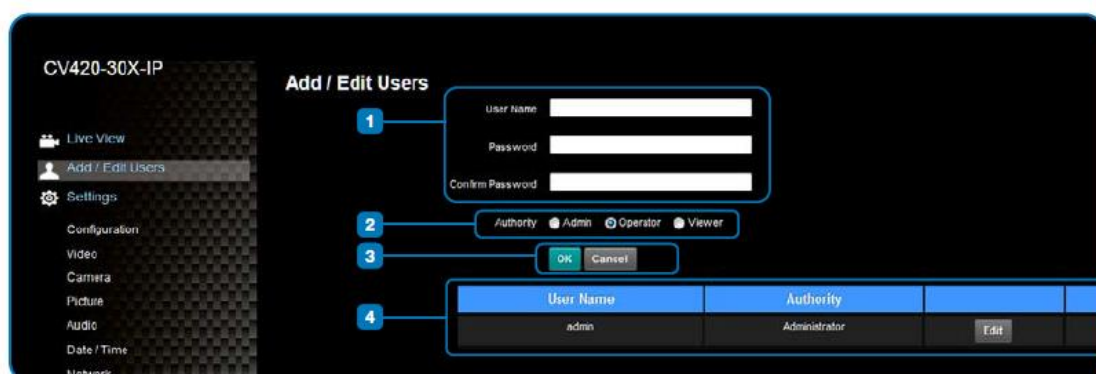 CV420-30X-IP
Live View
Add / Edit Users
Settings
Configuration
Video
Camera
Picture
Audio
Date / Time
Network
Add / Edit Users
1
User Name
Password
Confirm Password
2
Authority Admin Operator Viewer
3
OK Cancel
4
User Name Authority
admin Administrator Edit